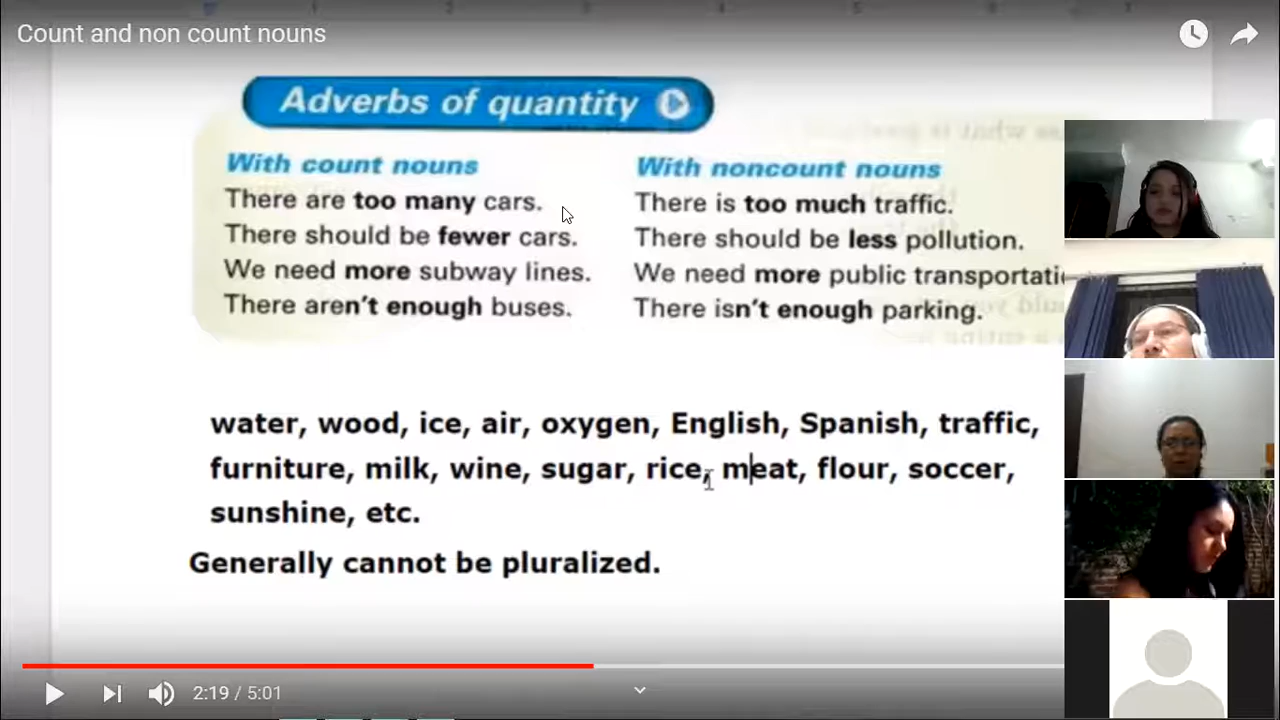 Count and non count nouns
Adverbs of quantity
With count nouns
There are too many cars.
There should be fewer cars.
We need more subway lines.
There aren't enough buses.
With noncount nouns
There is too much traffic.
There should be less pollution.
We need more public transportati
There isn't enough parking.
water, wood, ice, air, oxygen, English, Spanish, traffic,
furniture, milk, wine, sugar, rice, meat, flour, soccer,
sunshine, etc.
Generally cannot be pluralized.
2:19 / 5:01